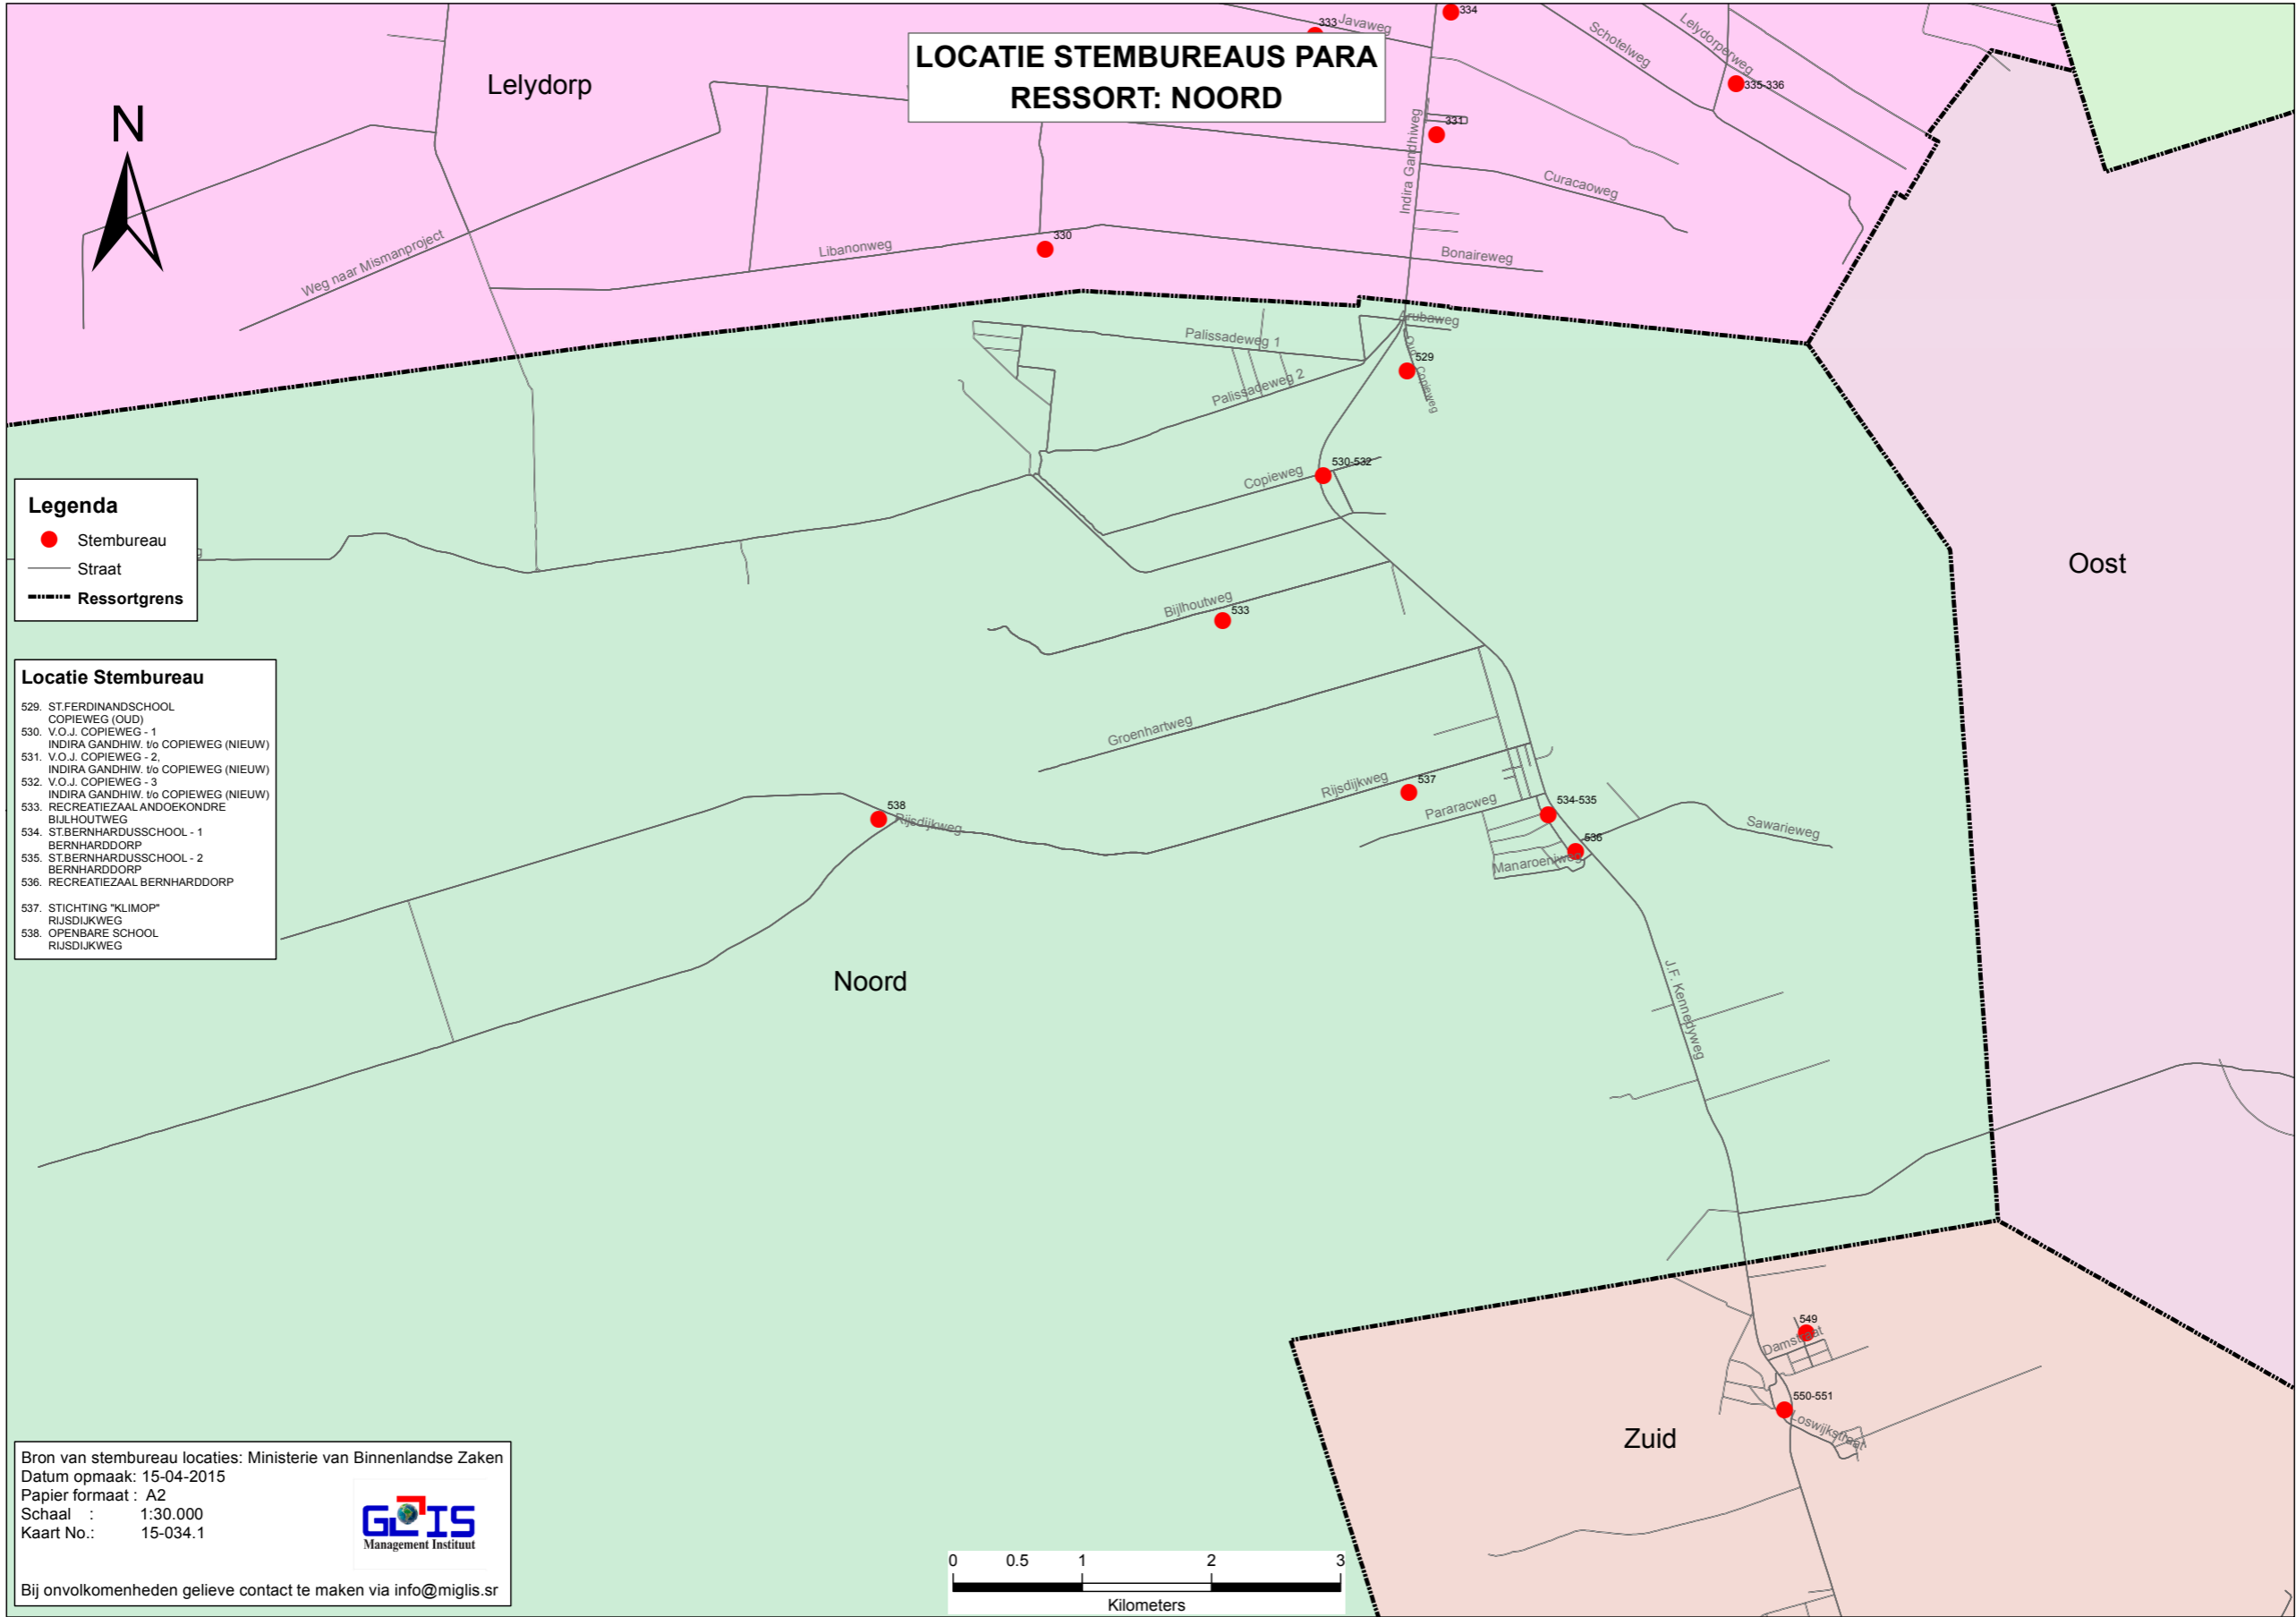 333
Javaweg
334
LOCATIE STEMBUREAUS PARA
RESSORT: NOORD
Schotelweg
Lelydorperweg
335-336
Lelydorp
N
331
Indira Gandhiweg
Curacaoweg
330
Libanonweg
Bonaireweg
Weg naar Mismanproject
Arubaweg
Palissadeweg 1
Oud Copieweg
529
Palissadeweg 2
530-532
Copieweg
Legenda
Stembureau
Straat
Ressortgrens
Oost
Bijlhoutweg
533
Locatie Stembureau
529. ST.FERDINANDSCHOOL
COPIEWEG (OUD)
530. V.O.J. COPIEWEG - 1
INDIRA GANDHIW. t/o COPIEWEG (NIEUW)
531. V.O.J. COPIEWEG - 2,
INDIRA GANDHIW. t/o COPIEWEG (NIEUW)
532. V.O.J. COPIEWEG - 3
INDIRA GANDHIW. t/o COPIEWEG (NIEUW)
533. RECREATIEZAAL ANDOEKONDRE
BIJLHOUTWEG
534. ST.BERNHARDUSSCHOOL - 1
BERNHARDDORP
535. ST.BERNHARDUSSCHOOL - 2
BERNHARDDORP
536. RECREATIEZAAL BERNHARDDORP
537. STICHTING "KLIMOP"
RIJSDIJKWEG
538. OPENBARE SCHOOL
RIJSDIJKWEG
Groenhartweg
Rijsdijkweg
537
Pararacweg
534-535
538
Rijsdijkweg
Sawarieweg
536
Manaroeniweg
Noord
J.F. Kennedyweg
549
Damstraat
550-551
Loswijkstraat
Zuid
Bron van stembureau locaties: Ministerie van Binnenlandse Zaken
Datum opmaak: 15-04-2015
Papier formaat : A2
Schaal : 1:30.000
Kaart No.: 15-034.1
GLIS
Management Instituut
Bij onvolkomenheden gelieve contact te maken via info@miglis.sr
0 0.5 1 2 3
Kilometers